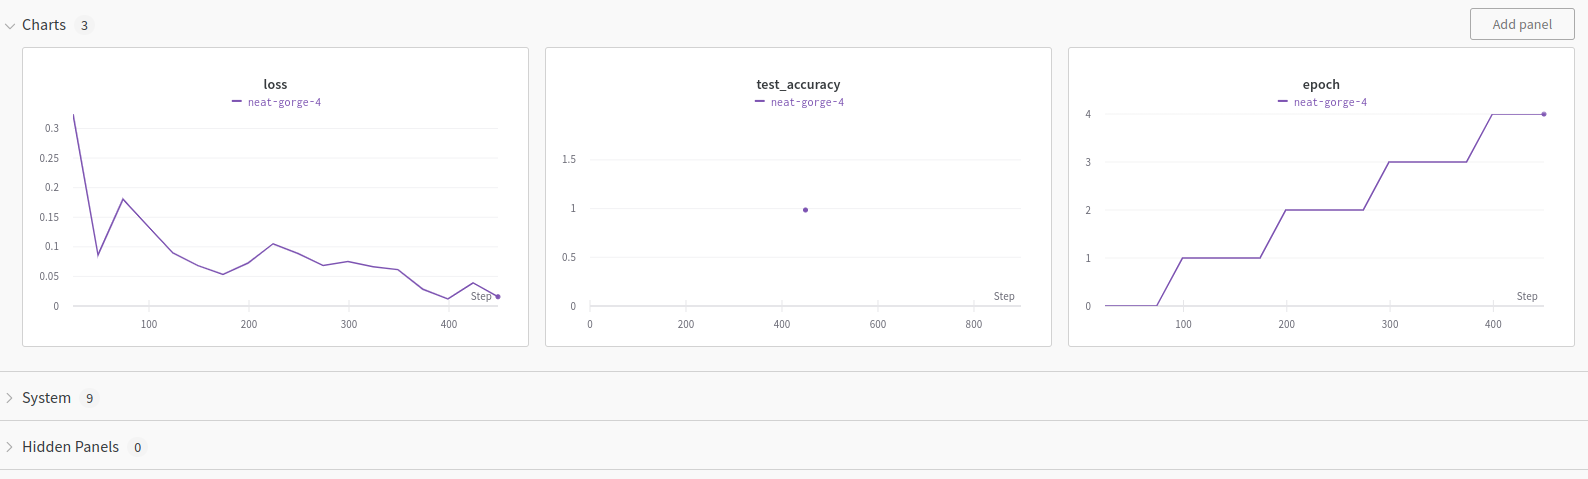 Charts 3
Add panel
loss
neat-gorge-4
0.3
0.25
0.2
0.15
0.1
0.05
0
Step
100 200 300 400
test_accuracy
neat-gorge-4
1.5
1
0.5
0
Step
0 200 400 600 800
epoch
neat-gorge-4
4
3
2
1
0
Step
100 200 300 400
System 9
Hidden Panels 0